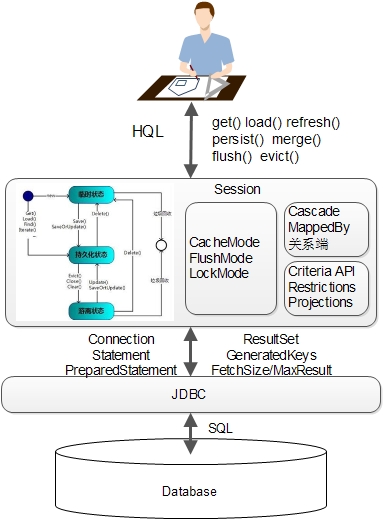 HQL
get() load() refresh()
persist() merge()
flush() evict()
Session
临时状态
new
Get()
Load()
Find()
Iterate()
Save()
SaveOrUpdate()
Delete()
垃圾回收
持久化状态
Delete()
Evict()
Close()
Clear()
Update()
SaveOrUpdate()
垃圾回收
游离状态
CacheMode
FlushMode
LockMode
Cascade
MappedBy
关系端
Criteria API
Restrictions
Projections
Connection
Statement
PreparedStatement
ResultSet
GeneratedKeys
FetchSize/MaxResult
JDBC
SQL
Database